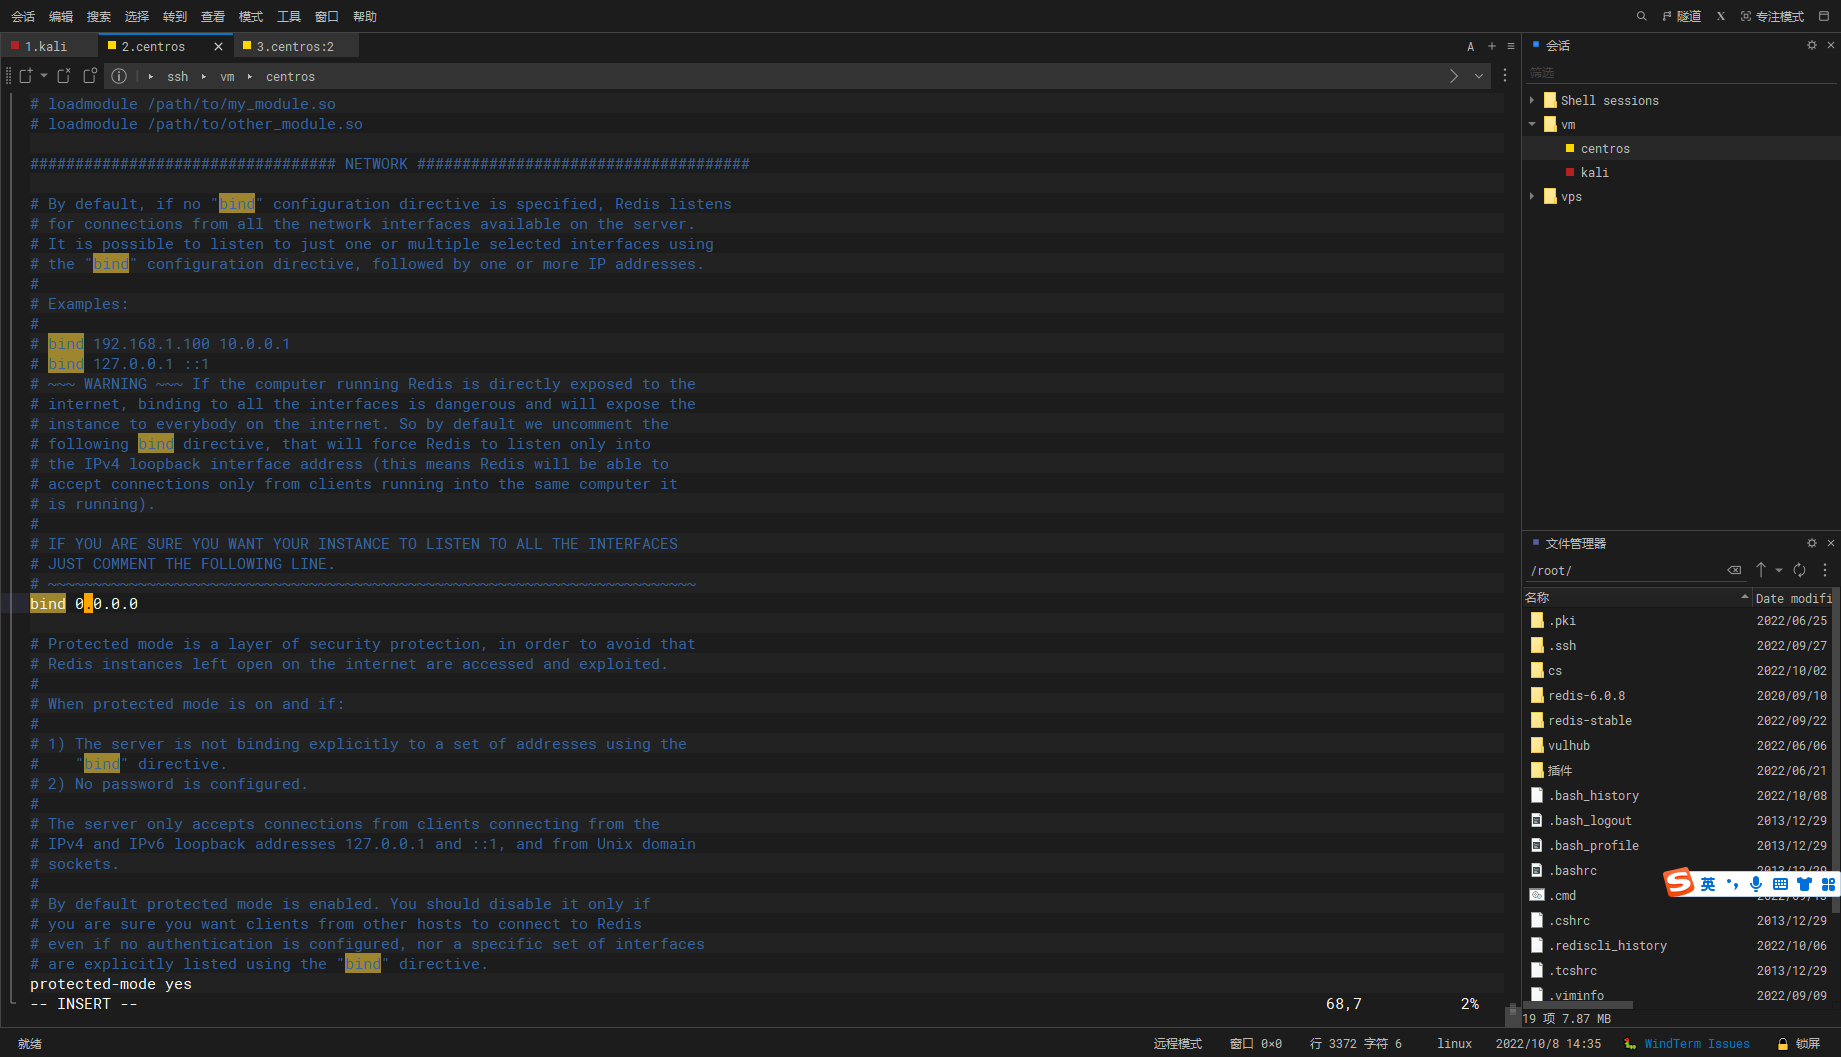 会话 编辑 搜索 选择 转到 查看 模式 工具 窗口 帮助 隧道 X 专注模式
1.kali 2.centros 3.centros:2 A
ssh vm centros
# loadmodule /path/to/my_module.so
# loadmodule /path/to/other_module.so
################################## NETWORK #####################################
# By default, if no "bind" configuration directive is specified, Redis listens
# for connections from all the network interfaces available on the server.
# It is possible to listen to just one or multiple selected interfaces using
# the "bind" configuration directive, followed by one or more IP addresses.
#
# Examples:
#
# bind 192.168.1.100 10.0.0.1
# bind 127.0.0.1 ::1
# ~~~ WARNING ~~~ If the computer running Redis is directly exposed to the
# internet, binding to all the interfaces is dangerous and will expose the
# instance to everybody on the internet. So by default we uncomment the
# following bind directive, that will force Redis to listen only into
# the IPv4 loopback interface address (this means Redis will be able to
# accept connections only from clients running into the same computer it
# is running).
#
# IF YOU ARE SURE YOU WANT YOUR INSTANCE TO LISTEN TO ALL THE INTERFACES
# JUST COMMENT THE FOLLOWING LINE.
# ~~~~~~~~~~~~~~~~~~~~~~~~~~~~~~~~~~~~~~~~~~~~~~~~~~~~~~~~~~~~~~~~~~~~~~~~
bind 0.0.0.0
# Protected mode is a layer of security protection, in order to avoid that
# Redis instances left open on the internet are accessed and exploited.
#
# When protected mode is on and if:
#
# 1) The server is not binding explicitly to a set of addresses using the
#    "bind" directive.
# 2) No password is configured.
#
# The server only accepts connections from clients connecting from the
# IPv4 and IPv6 loopback addresses 127.0.0.1 and ::1, and from Unix domain
# sockets.
#
# By default protected mode is enabled. You should disable it only if
# you are sure you want clients from other hosts to connect to Redis
# even if no authentication is configured, nor a specific set of interfaces
# are explicitly listed using the "bind" directive.
protected-mode yes
-- INSERT -- 68,7 2%
会话
筛选
Shell sessions
vm
centros
kali
vps
文件管理器
/root/
名称 Date modifi
.pki 2022/06/25
.ssh 2022/09/27
cs 2022/10/02
redis-6.0.8 2020/09/10
redis-stable 2022/09/22
vulhub 2022/06/06
插件 2022/06/21
.bash_history 2022/10/08
.bash_logout 2013/12/29
.bash_profile 2013/12/29
.bashrc
英
.cmd
.cshrc 2013/12/29
.rediscli_history 2022/10/06
.tcshrc 2013/12/29
.viminfo 2022/09/09
19 项 7.87 MB
就绪 远程模式 窗口 0×0 行 3372 字符 6 linux 2022/10/8 14:35 WindTerm Issues 锁屏